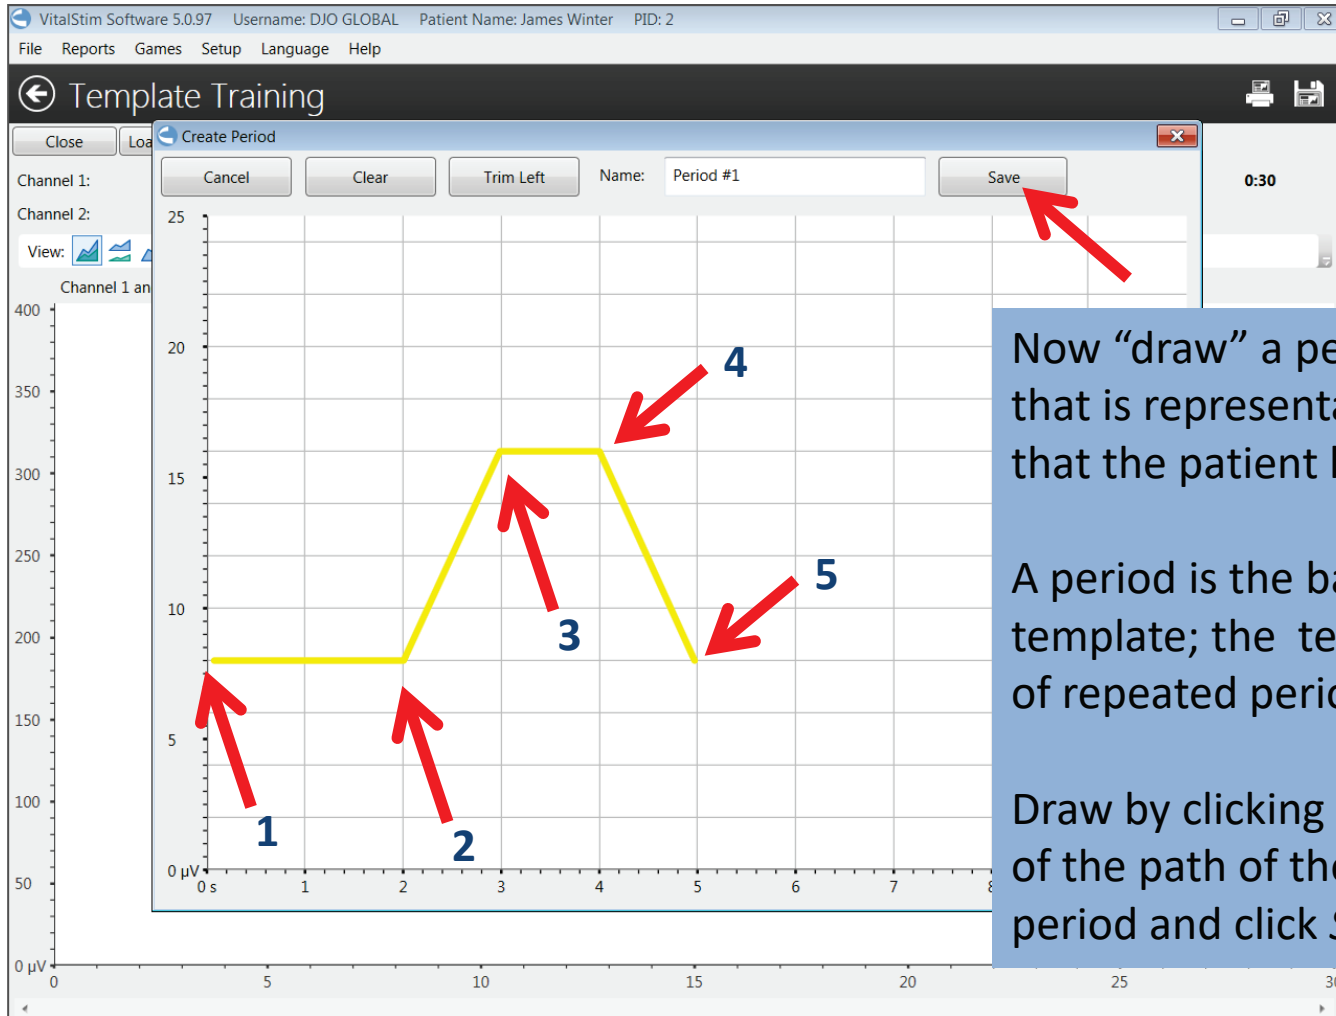 VitalStim Software 5.0.97 Username: DJO GLOBAL Patient Name: James Winter PID: 2
File Reports Games Setup Language Help
Template Training
Close Loa
Create Period
Cancel Clear Trim Left Name: Period #1 Save
Channel 1:
0:30
Channel 2:
View:
Channel 1 an
400
350
300
250
200
150
100
50
0 µV
0 5 10 15 20 25 30
25
20
15
10
5
0 µV
0 s 1 2 3 4 5 6 7
1
2
3
4
5
Now “draw” a pe
that is representa
that the patient
A period is the ba
template; the te
of repeated perio
Draw by clicking
of the path of the
period and click S